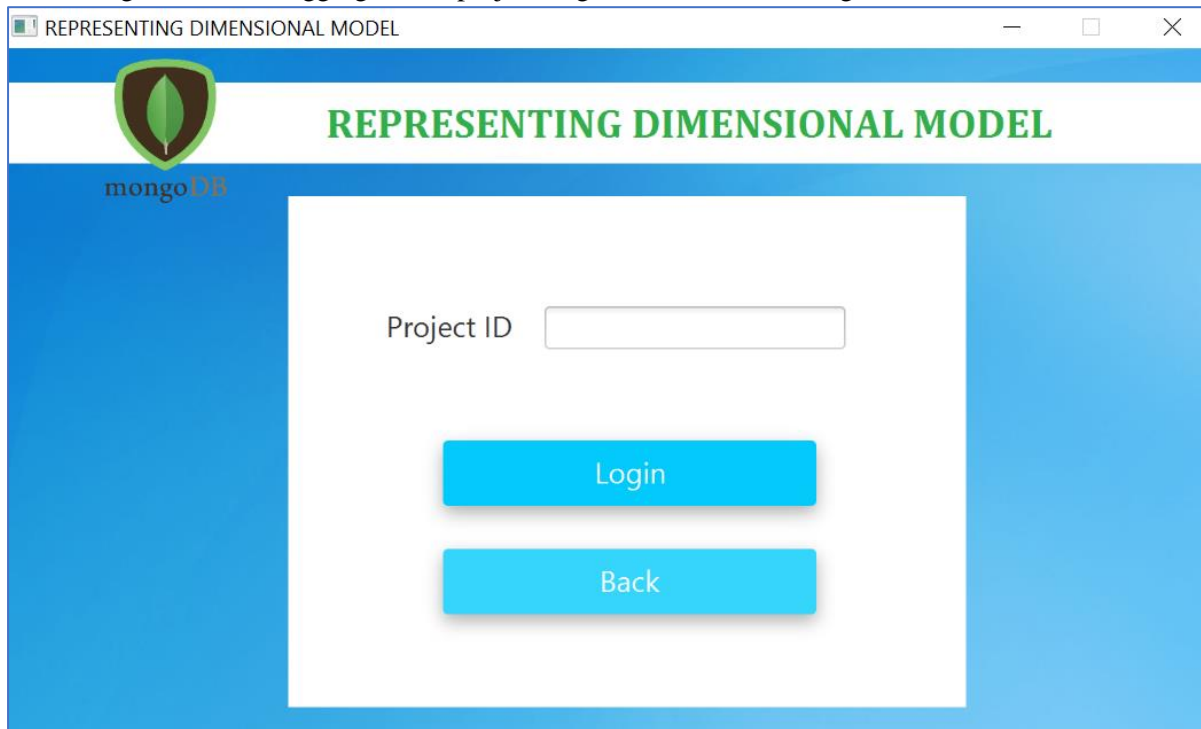 REPRESENTING DIMENSIONAL MODEL
REPRESENTING DIMENSIONAL MODEL
mongoDB
Project ID
Login
Back